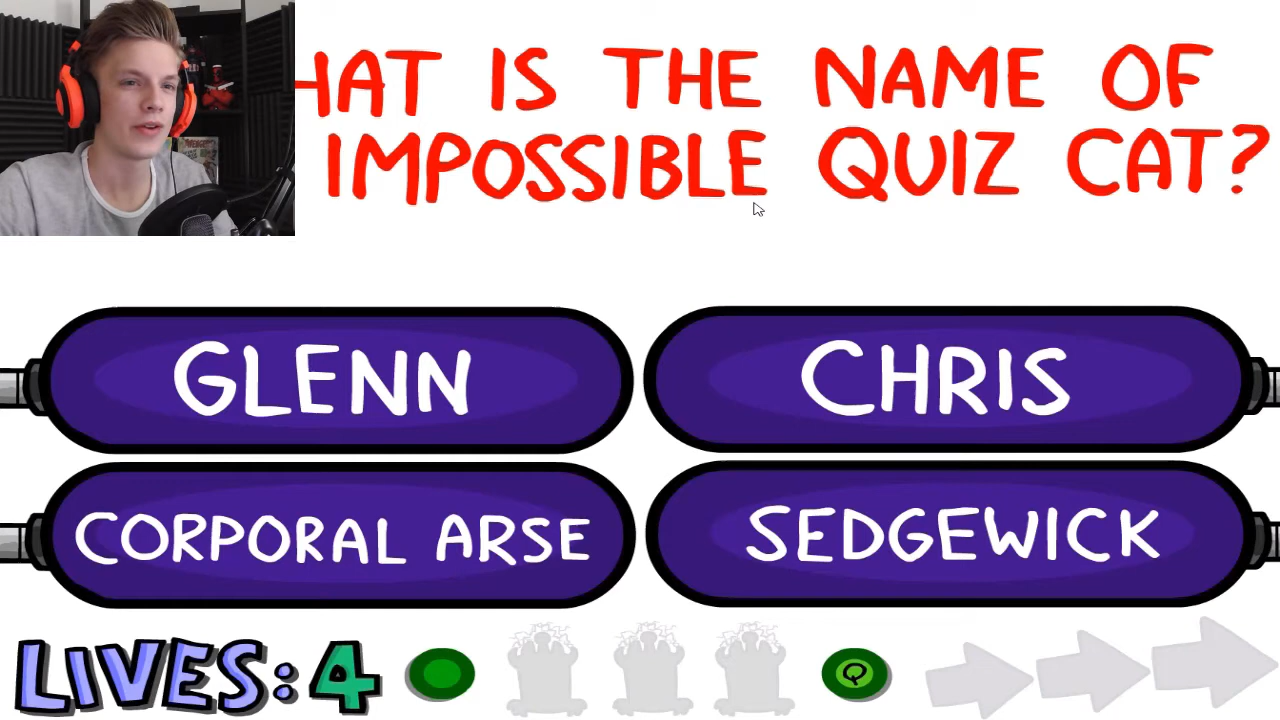 HAT IS THE NAME OF
IMPOSSIBLE QUIZ CAT?
GLENN
CHRIS
CORPORAL ARSE
SEDGEWICK
LIVES: 4
Q